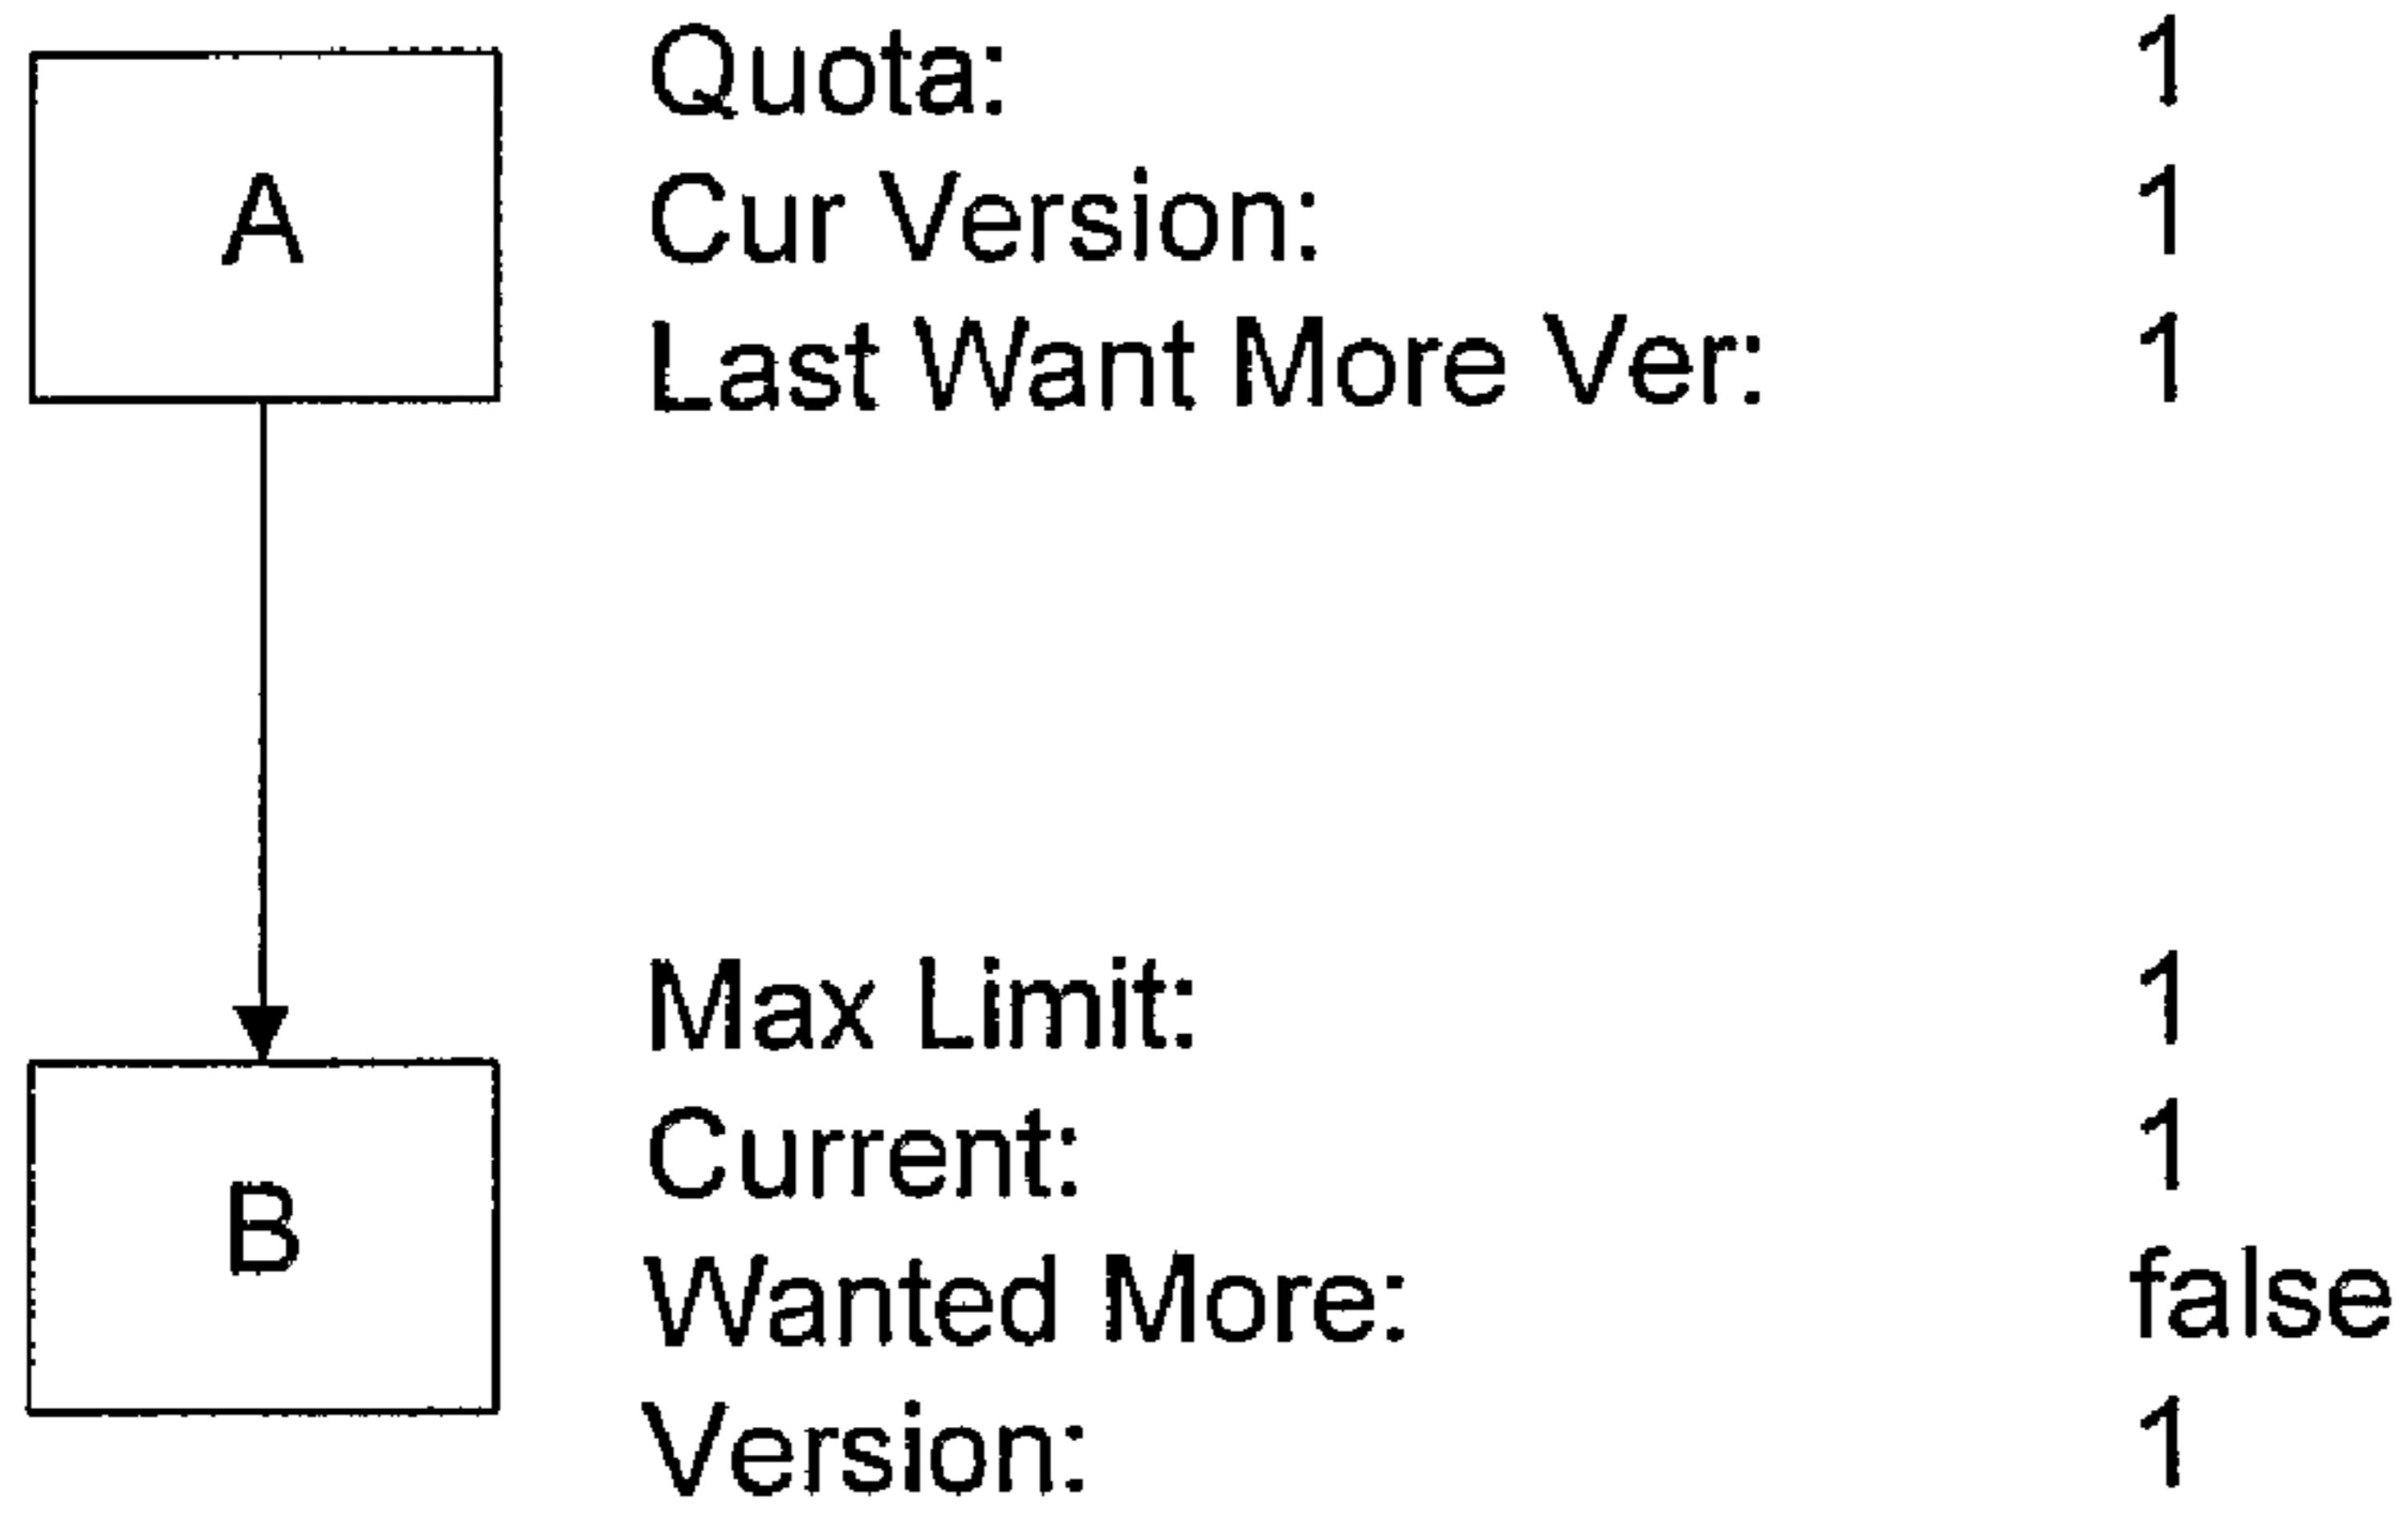 A
Quota: 1
Cur Version: 1
Last Want More Ver: 1
Max Limit: 1
Current: 1
B
Wanted More: false
Version: 1